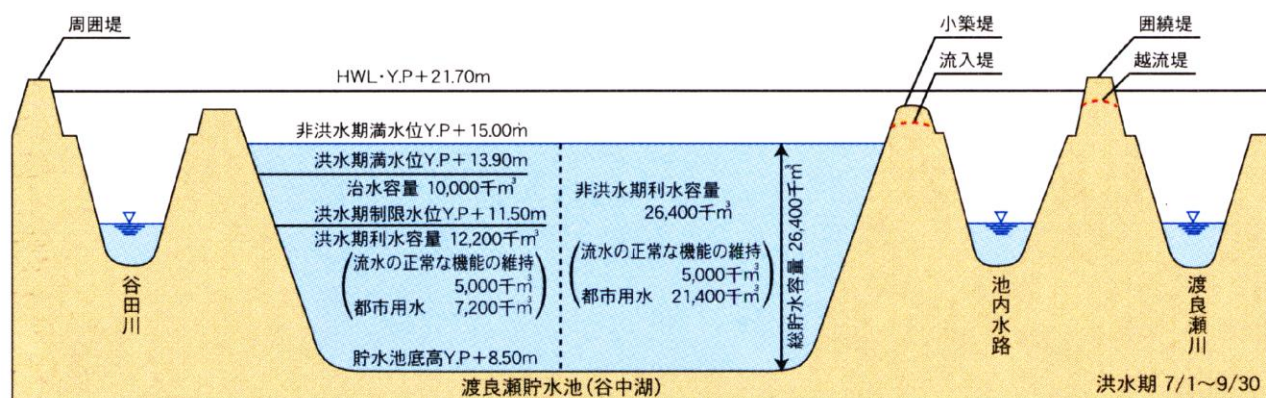 周囲堤
HWL・Y.P+21.70m
小築堤
流入堤
囲繞堤
越流堤
非洪水期満水位Y.P+15.00m
洪水期満水位Y.P+13.90m
治水容量 10,000千m³
洪水期制限水位Y.P+11.50m
洪水期利水容量 12,200千m³
(流水の正常な機能の維持
5,000千m³
都市用水 7,200千m³)
貯水池底高Y.P+8.50m
非洪水期利水容量
26,400千m³
(流水の正常な機能の維持
5,000千m³
都市用水 21,400千m³)
総貯水容量 26,400千m³
谷田川
池内水路
渡良瀬川
渡良瀬貯水池(谷中湖)
洪水期 7/1〜9/30